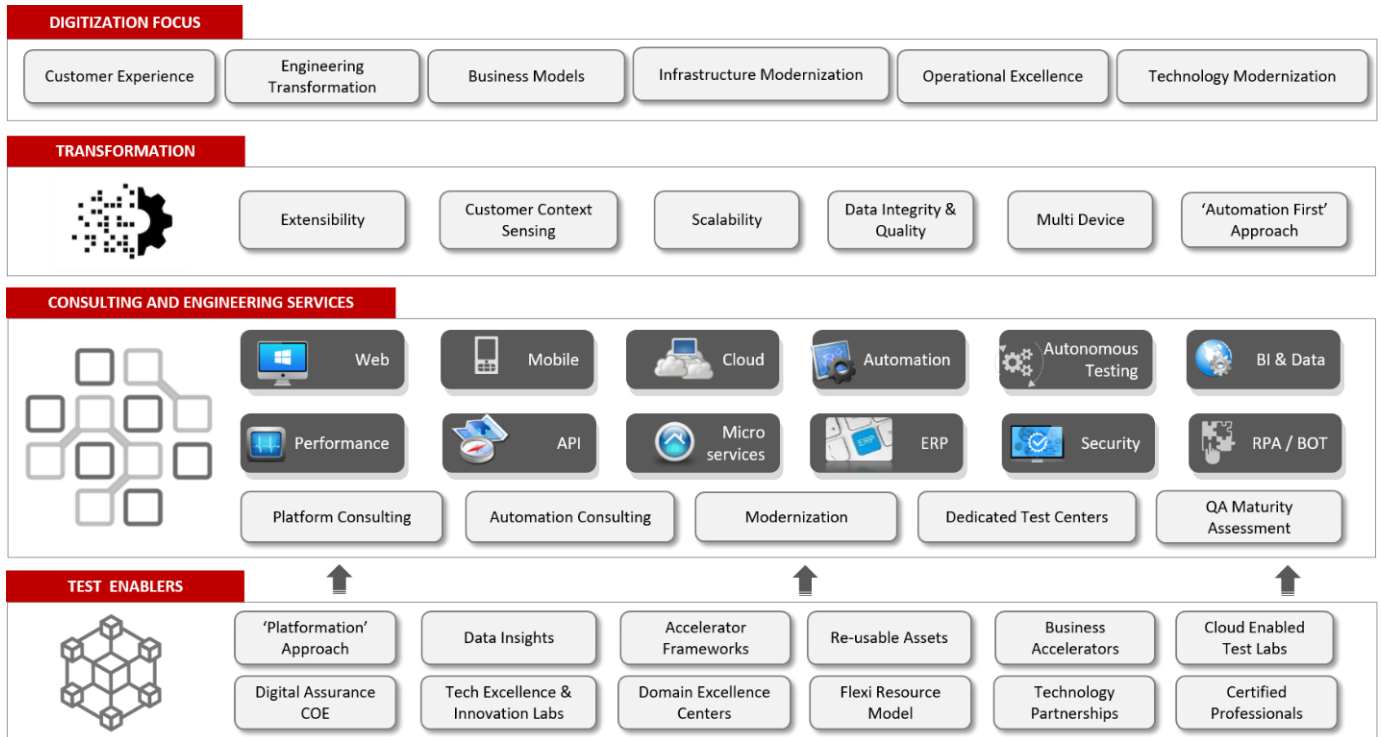 DIGITIZATION FOCUS
Customer Experience
Engineering
Transformation
Business Models
Infrastructure Modernization
Operational Excellence
Technology Modernization
TRANSFORMATION
Extensibility
Customer Context
Sensing
Scalability
Data Integrity &
Quality
Multi Device
‘Automation First’
Approach
CONSULTING AND ENGINEERING SERVICES
Web
Mobile
Cloud
Automation
Autonomous
Testing
BI & Data
Performance
API
Micro
services
ERP
ERP
Security
RPA / BOT
Platform Consulting
Automation Consulting
Modernization
Dedicated Test Centers
QA Maturity
Assessment
TEST ENABLERS
‘Platformation’
Approach
Data Insights
Accelerator
Frameworks
Re-usable Assets
Business
Accelerators
Cloud Enabled
Test Labs
Digital Assurance
COE
Tech Excellence &
Innovation Labs
Domain Excellence
Centers
Flexi Resource
Model
Technology
Partnerships
Certified
Professionals